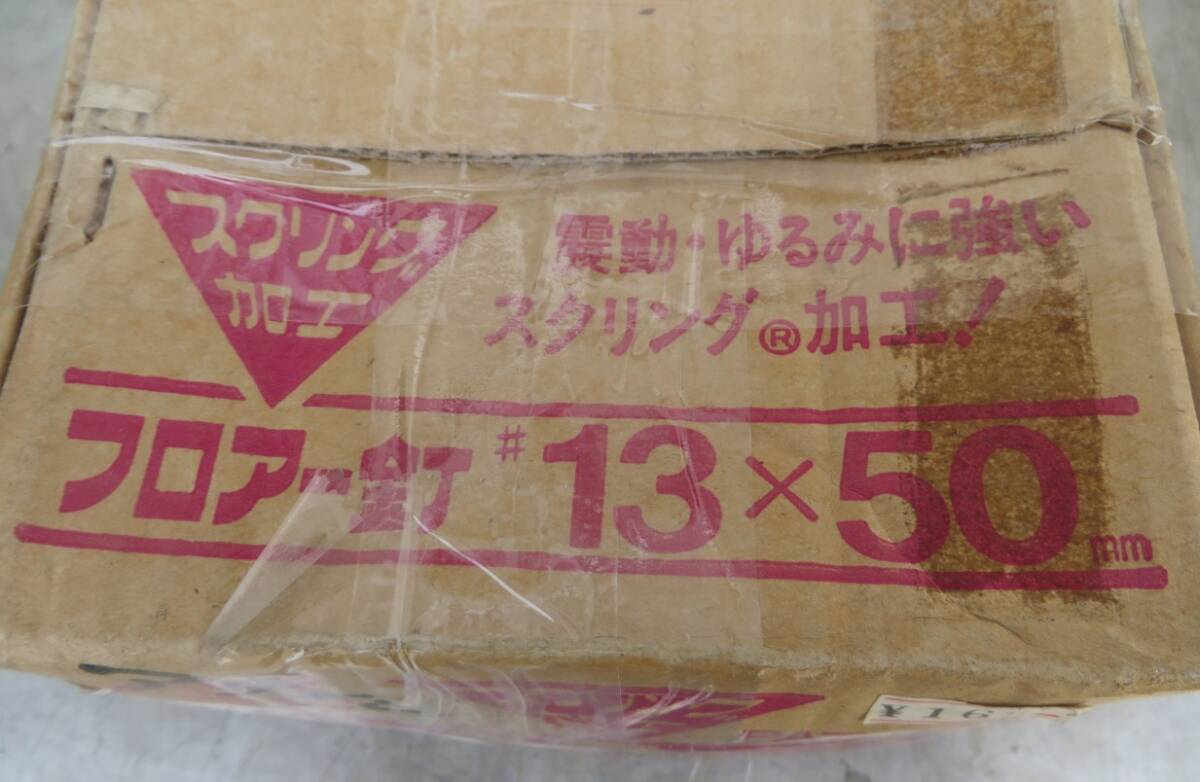 スクリング
加工
震動・ゆるみに強い
スクリング®加工!
フロアー釘 #13×50mm
¥16